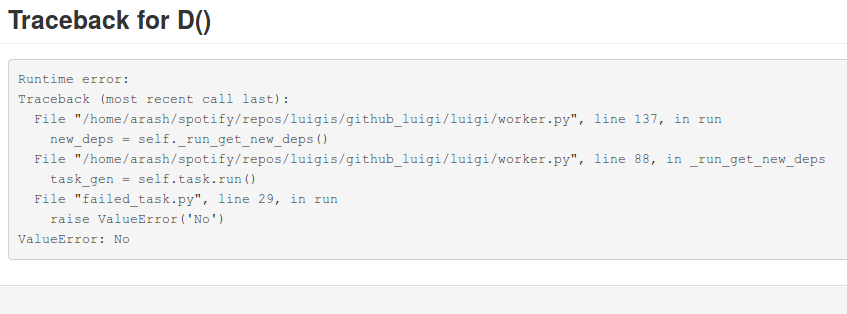 Traceback for D()
Runtime error:
Traceback (most recent call last):
  File "/home/arash/spotify/repos/luigis/github_luigi/luigi/worker.py", line 137, in run
    new_deps = self._run_get_new_deps()
  File "/home/arash/spotify/repos/luigis/github_luigi/luigi/worker.py", line 88, in _run_get_new_deps
    task_gen = self.task.run()
  File "failed_task.py", line 29, in run
    raise ValueError('No')
ValueError: No